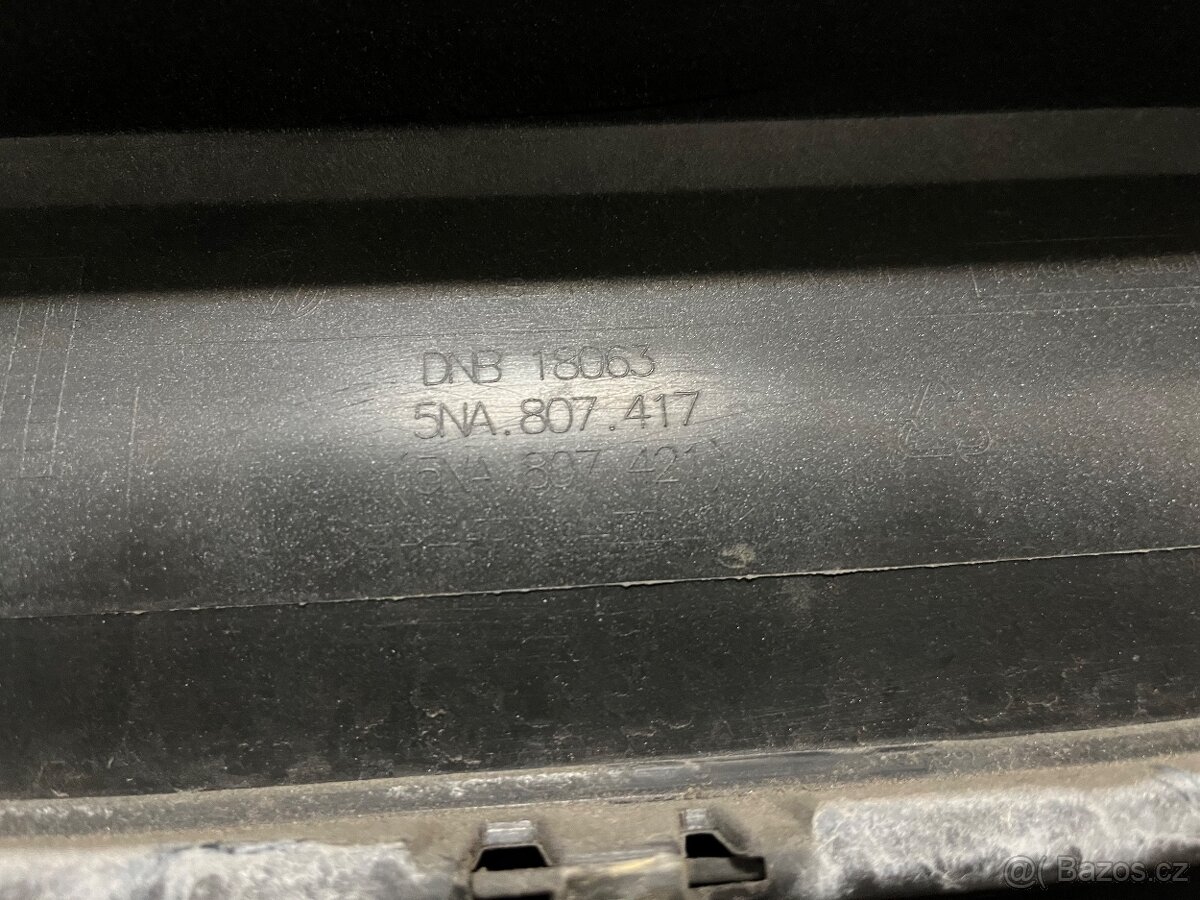 DNB 18063
5NA.807.417
(5NA.807.421)
@( Bazos.cz